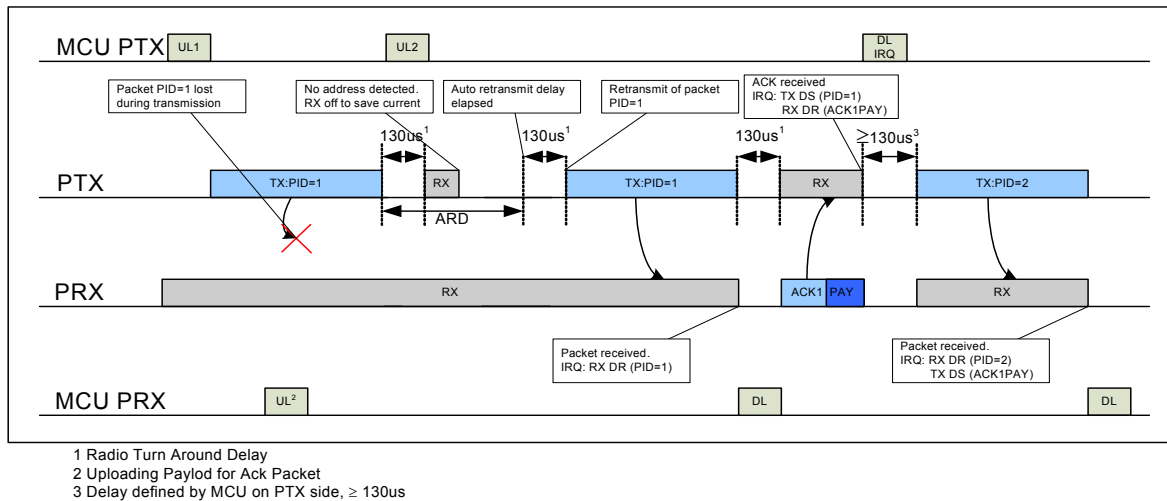 MCU PTX
UL1
UL2
DL
IRQ
Packet PID=1 lost
during transmission
No address detected.
RX off to save current
Auto retransmit delay
elapsed
Retransmit of packet
PID=1
ACK received
IRQ: TX DS (PID=1)
RX DR (ACK1PAY)
130us¹
130us¹
130us¹
≥130us³
PTX
TX:PID=1
RX
TX:PID=1
RX
TX:PID=2
ARD
PRX
RX
ACK1
PAY
RX
Packet received.
IRQ: RX DR (PID=1)
Packet received.
IRQ: RX DR (PID=2)
TX DS (ACK1PAY)
MCU PRX
UL²
DL
DL
1 Radio Turn Around Delay
2 Uploading Paylod for Ack Packet
3 Delay defined by MCU on PTX side, ≥ 130us